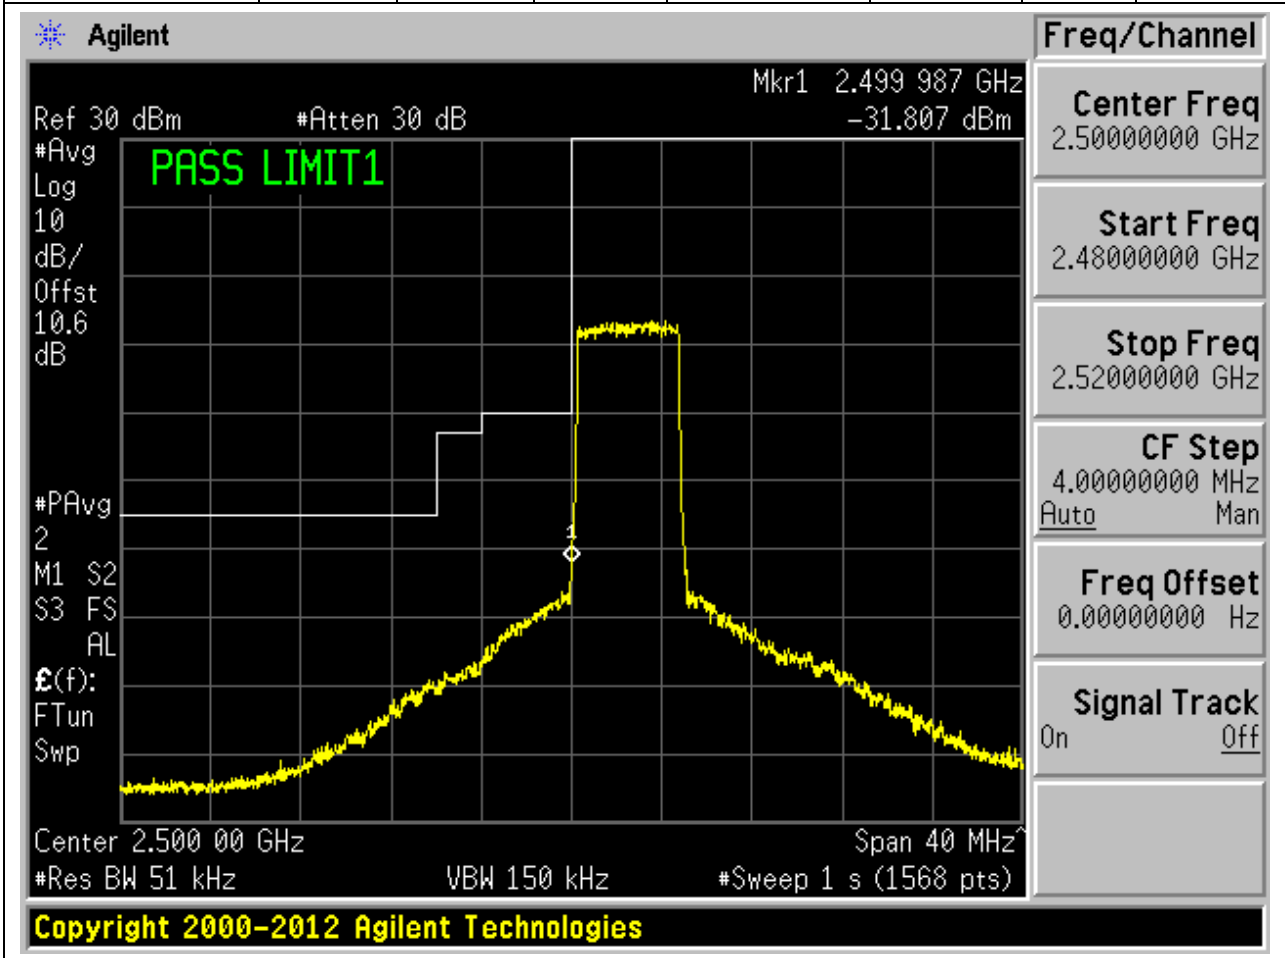 Agilent
Freq/Channel
Mkr1 2.499 987 GHz
Ref 30 dBm #Atten 30 dB -31.807 dBm
#Avg
Log
10
dB/
Offst
10.6
dB
PASS LIMIT1
#PAvg
2
M1 S2
S3 FS
AL
£(f):
FTun
Swp
1
Center 2.500 00 GHz Span 40 MHz^
#Res BW 51 kHz VBW 150 kHz #Sweep 1 s (1568 pts)
Center Freq
2.50000000 GHz
Start Freq
2.48000000 GHz
Stop Freq
2.52000000 GHz
CF Step
4.00000000 MHz
Auto Man
Freq Offset
0.00000000 Hz
Signal Track
On Off
Copyright 2000-2012 Agilent Technologies